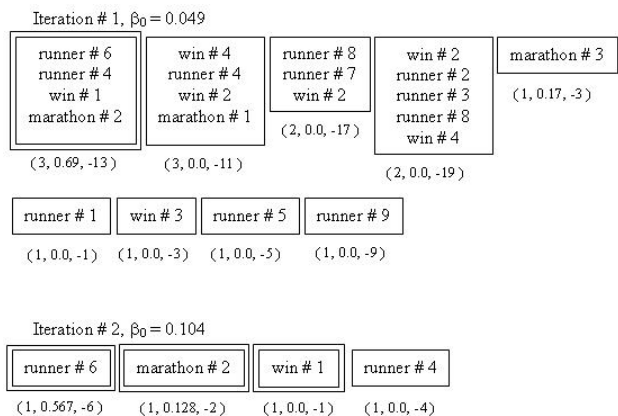 Iteration # 1, β0 = 0.049
runner # 6
runner # 4
win # 1
marathon # 2
(3, 0.69, -13)
win # 4
runner # 4
win # 2
marathon # 1
(3, 0.0, -11)
runner # 8
runner # 7
win # 2
(2, 0.0, -17)
win # 2
runner # 2
runner # 3
runner # 8
win # 4
(2, 0.0, -19)
marathon # 3
(1, 0.17, -3)
runner # 1
(1, 0.0, -1)
win # 3
(1, 0.0, -3)
runner # 5
(1, 0.0, -5)
runner # 9
(1, 0.0, -9)
Iteration # 2, β0 = 0.104
runner # 6
(1, 0.567, -6)
marathon # 2
(1, 0.128, -2)
win # 1
(1, 0.0, -1)
runner # 4
(1, 0.0, -4)